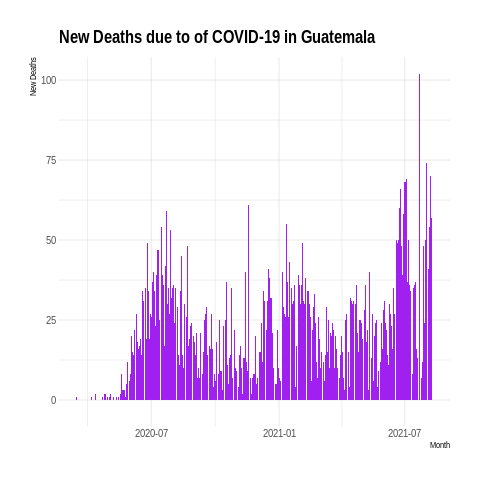 New Deaths due to of COVID-19 in Guatemala
New Deaths
100
75
50
25
0
2020-07
2021-01
2021-07
Month